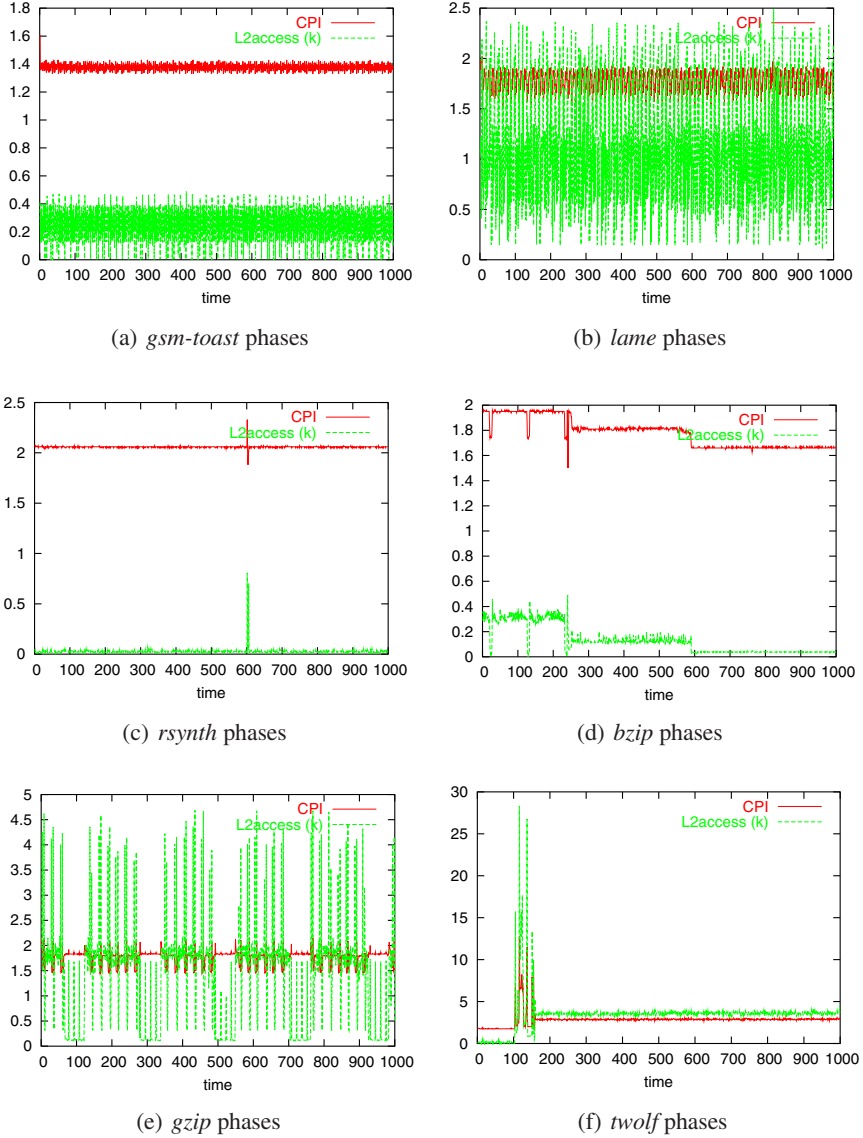 1.8
1.6
1.4
1.2
1
0.8
0.6
0.4
0.2
0
CPI
L2access (k)
0 100 200 300 400 500 600 700 800 900 1000
time
(a) gsm-toast phases
2.5
2
1.5
1
0.5
0
CPI
L2access (k)
0 100 200 300 400 500 600 700 800 900 1000
time
(b) lame phases
2.5
2
1.5
1
0.5
0
CPI
L2access (k)
0 100 200 300 400 500 600 700 800 900 1000
time
(c) rsynth phases
2
1.8
1.6
1.4
1.2
1
0.8
0.6
0.4
0.2
0
CPI
L2access (k)
0 100 200 300 400 500 600 700 800 900 1000
time
(d) bzip phases
5
4.5
4
3.5
3
2.5
2
1.5
1
0.5
0
CPI
L2access (k)
0 100 200 300 400 500 600 700 800 900 1000
time
(e) gzip phases
30
25
20
15
10
5
0
CPI
L2access (k)
0 100 200 300 400 500 600 700 800 900 1000
time
(f) twolf phases